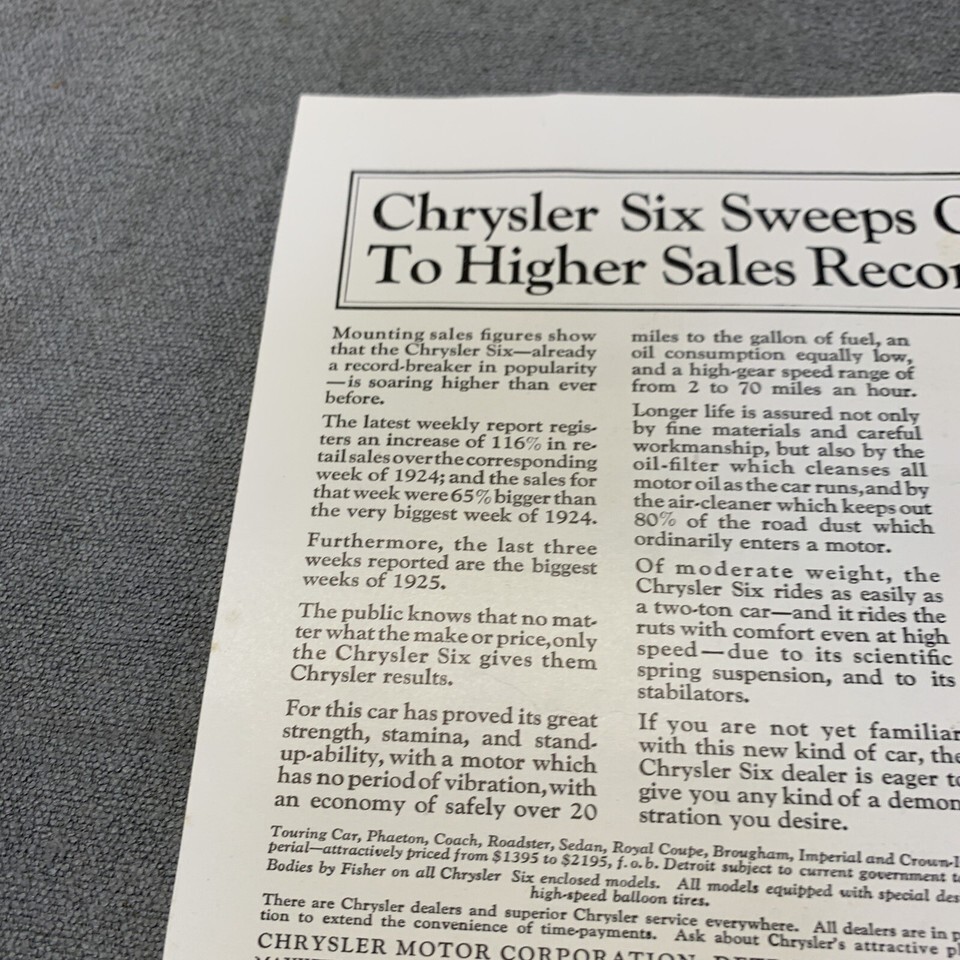 Chrysler Six Sweeps
To Higher Sales
Mounting sales figures show
that the Chrysler Six—already
a record-breaker in popularity
—is soaring higher than ever
before.
The latest weekly report regis-
ters an increase of 116% in re-
tail sales over the corresponding
week of 1924; and the sales for
that week were 65% bigger than
the very biggest week of 1924.
Furthermore, the last three
weeks reported are the biggest
weeks of 1925.
The public knows that no mat-
ter what the make or price, only
the Chrysler Six gives them
Chrysler results.
For this car has proved its great
strength, stamina, and stand-
up-ability, with a motor which
has no period of vibration, with
an economy of safely over 20
miles to the gallon of fuel, an
oil consumption equally low,
and a high-gear speed range of
from 2 to 70 miles an hour.
Longer life is assured not only
by fine materials and careful
workmanship, but also by the
oil-filter which cleanses all
motor oil as the car runs, and by
the air-cleaner which keeps out
80% of the road dust which
ordinarily enters a motor.
Of moderate weight, the
Chrysler Six rides as easily as
a two-ton car—and it rides the
ruts with comfort even at high
speed—due to its scientific
spring suspension, and to its
stabilators.
If you are not yet familiar
with this new kind of car, the
Chrysler Six dealer is eager to
give you any kind of a demon-
stration you desire.
Touring Car, Phaeton, Coach, Roadster, Sedan, Royal Coupe, Brougham, Imperial and Crown-
perial—attractively priced from $1395 to $2195, f. o. b. Detroit subject to current government
Bodies by Fisher on all Chrysler Six enclosed models. All models equipped with special
high-speed balloon tires.
There are Chrysler dealers and superior Chrysler service everywhere. All dealers are in
tion to extend the convenience of time-payments. Ask about Chrysler's attractive
CHRYSLER MOTOR CORPORATION,